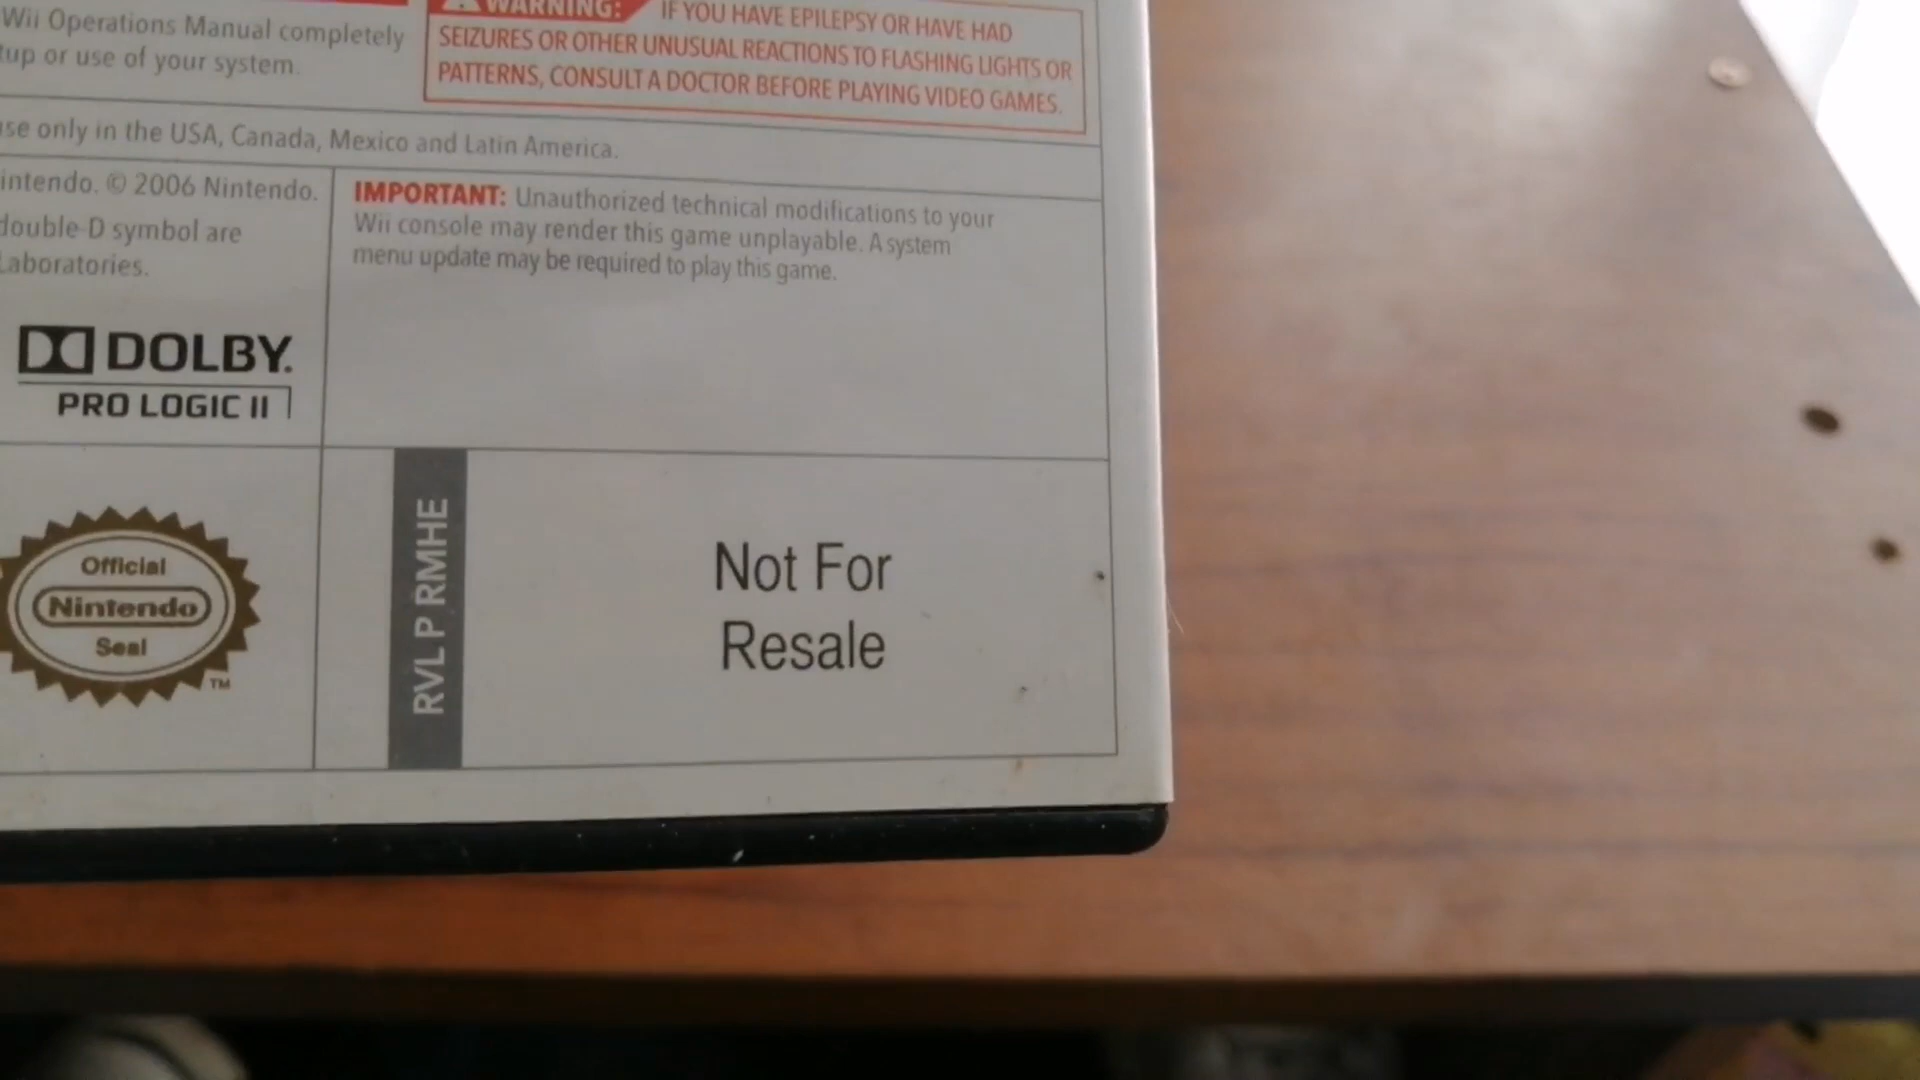 Wii Operations Manual completely
tup or use of your system.
WARNING: IF YOU HAVE EPILEPSY OR HAVE HAD
SEIZURES OR OTHER UNUSUAL REACTIONS TO FLASHING LIGHTS OR
PATTERNS, CONSULT A DOCTOR BEFORE PLAYING VIDEO GAMES.
se only in the USA, Canada, Mexico and Latin America.
intendo. © 2006 Nintendo.
double-D symbol are
Laboratories.
IMPORTANT: Unauthorized technical modifications to your
Wii console may render this game unplayable. A system
menu update may be required to play this game.
DOLBY.
PRO LOGIC II
Official
Nintendo
Seal
TM
RVL P RMHE
Not For
Resale